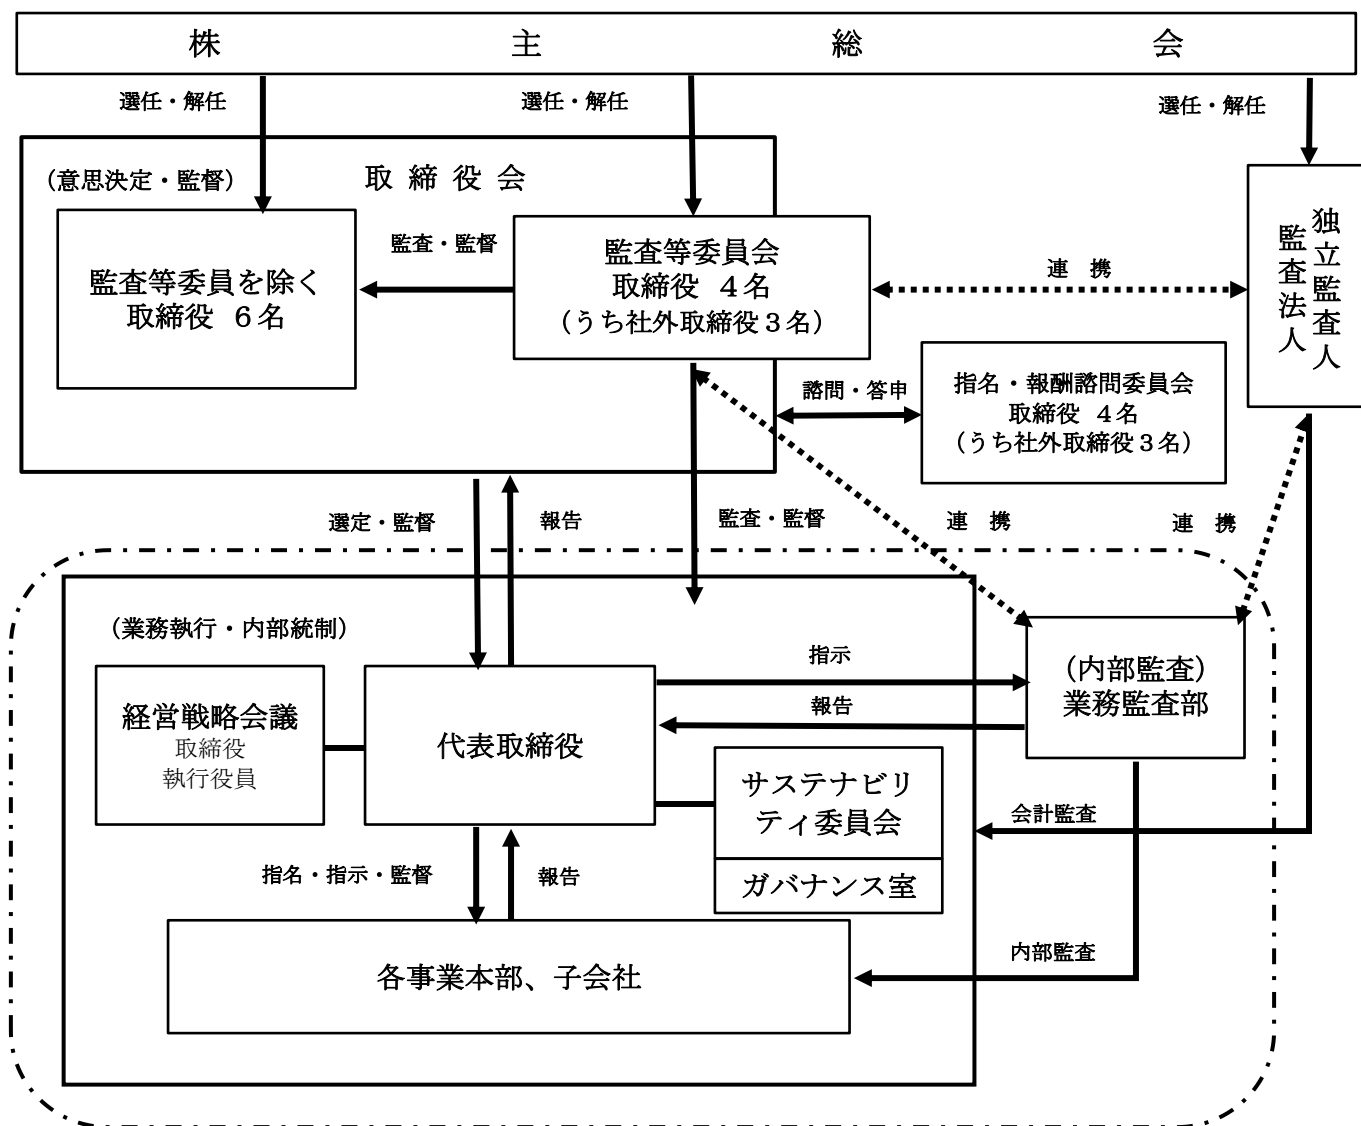 株主総会
選任・解任
選任・解任
選任・解任
(意思決定・監督)
取締役会
監査等委員を除く
取締役 6名
監査・監督
監査等委員会
取締役 4名
(うち社外取締役3名)
連 携
独立監査人
監査法人
諮問・答申
指名・報酬諮問委員会
取締役 4名
(うち社外取締役3名)
選定・監督
報告
監査・監督
連 携
連 携
(業務執行・内部統制)
経営戦略会議
取締役
執行役員
代表取締役
指示
報告
(内部監査)
業務監査部
サステナビリ
ティ委員会
ガバナンス室
会計監査
指名・指示・監督
報告
内部監査
各事業本部、子会社